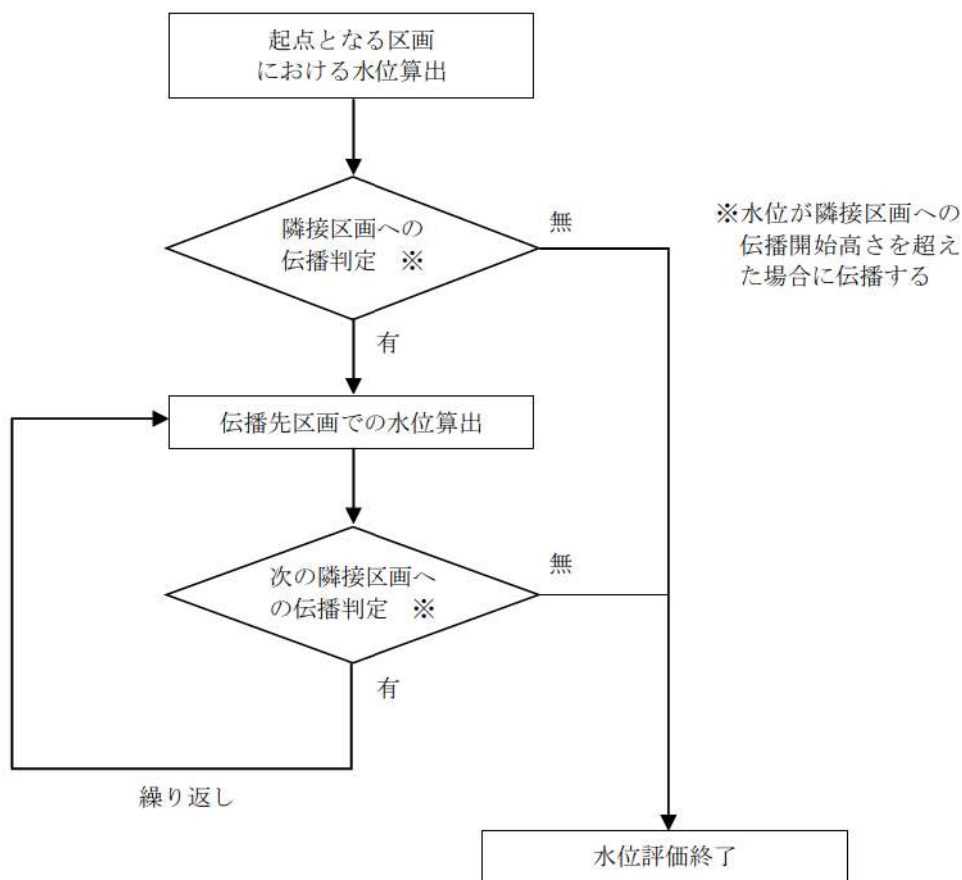 起点となる区画
における水位算出
隣接区画への
伝播判定 ※
無
※水位が隣接区画への
伝播開始高さを超え
た場合に伝播する
有
伝播先区画での水位算出
次の隣接区画へ
の伝播判定 ※
無
有
繰り返し
水位評価終了